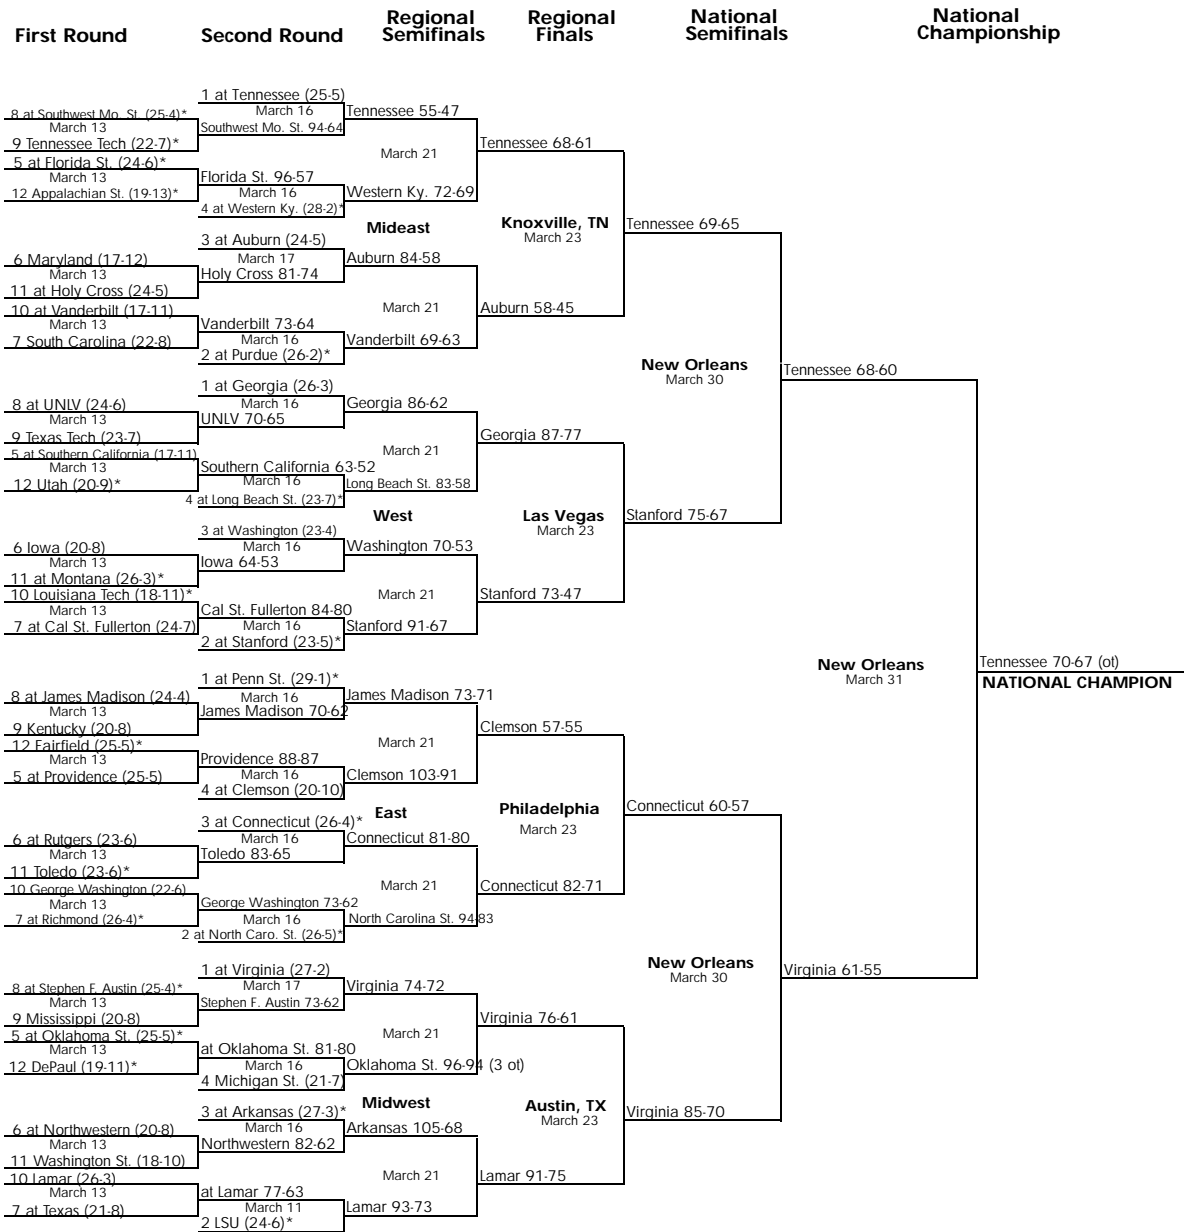 First Round
Second Round
Regional
Semifinals
Regional
Finals
National
Semifinals
National
Championship
1 at Tennessee (25-5)
8 at Southwest Mo. St. (25-4)*
March 16
Tennessee 55-47
March 13
Southwest Mo. St. 94-64
9 Tennessee Tech (22-7)*
March 21
Tennessee 68-61
5 at Florida St. (24-6)*
March 13
Florida St. 96-57
12 Appalachian St. (19-13)*
March 16
Western Ky. 72-69
4 at Western Ky. (28-2)*
Mideast
Knoxville, TN
March 23
Tennessee 69-65
3 at Auburn (24-5)
6 Maryland (17-12)
March 17
Auburn 84-58
March 13
Holy Cross 81-74
11 at Holy Cross (24-5)
March 21
Auburn 58-45
10 at Vanderbilt (17-11)
March 13
Vanderbilt 73-64
7 South Carolina (22-8)
March 16
Vanderbilt 69-63
2 at Purdue (26-2)*
New Orleans
March 30
Tennessee 68-60
1 at Georgia (26-3)
8 at UNLV (24-6)
March 16
Georgia 86-62
March 13
UNLV 70-65
9 Texas Tech (23-7)
March 21
Georgia 87-77
5 at Southern California (17-11)
March 13
Southern California 63-52
12 Utah (20-9)*
March 16
Long Beach St. 83-58
4 at Long Beach St. (23-7)*
West
Las Vegas
March 23
Stanford 75-67
3 at Washington (23-4)
6 Iowa (20-8)
March 16
Washington 70-53
March 13
Iowa 64-53
11 at Montana (26-3)*
March 21
Stanford 73-47
10 Louisiana Tech (18-11)*
March 13
Cal St. Fullerton 84-80
7 at Cal St. Fullerton (24-7)
March 16
Stanford 91-67
2 at Stanford (23-5)*
New Orleans
March 31
Tennessee 70-67 (ot)
NATIONAL CHAMPION
1 at Penn St. (29-1)*
8 at James Madison (24-4)
March 16
James Madison 73-71
March 13
James Madison 70-62
9 Kentucky (20-8)
March 21
Clemson 57-55
12 Fairfield (25-5)*
March 13
Providence 88-87
5 at Providence (25-5)
March 16
Clemson 103-91
4 at Clemson (20-10)
East
Philadelphia
March 23
Connecticut 60-57
3 at Connecticut (26-4)*
6 at Rutgers (23-6)
March 16
Connecticut 81-80
March 13
Toledo 83-65
11 Toledo (23-6)*
March 21
Connecticut 82-71
10 George Washington (22-6)
March 13
George Washington 73-62
7 at Richmond (26-4)*
March 16
North Carolina St. 94-83
2 at North Caro. St. (26-5)*
New Orleans
March 30
Virginia 61-55
1 at Virginia (27-2)
8 at Stephen F. Austin (25-4)*
March 17
Virginia 74-72
March 13
Stephen F. Austin 73-62
9 Mississippi (20-8)
March 21
Virginia 76-61
5 at Oklahoma St. (25-5)*
March 13
at Oklahoma St. 81-80
12 DePaul (19-11)*
March 16
Oklahoma St. 96-94 (3 ot)
4 Michigan St. (21-7)
Midwest
Austin, TX
March 23
Virginia 85-70
3 at Arkansas (27-3)*
6 at Northwestern (20-8)
March 16
Arkansas 105-68
March 13
Northwestern 82-62
11 Washington St. (18-10)
March 21
Lamar 91-75
10 Lamar (26-3)
March 13
at Lamar 77-63
7 at Texas (21-8)
March 11
Lamar 93-73
2 LSU (24-6)*